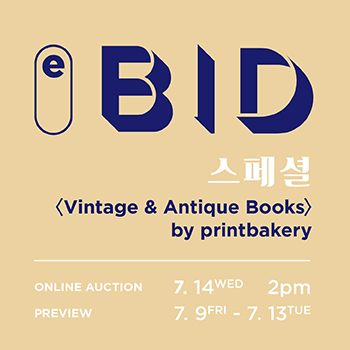 e BID
스페셜
〈Vintage & Antique Books〉
by printbakery
ONLINE AUCTION 7. 14WED 2pm
PREVIEW 7. 9FRI - 7. 13TUE